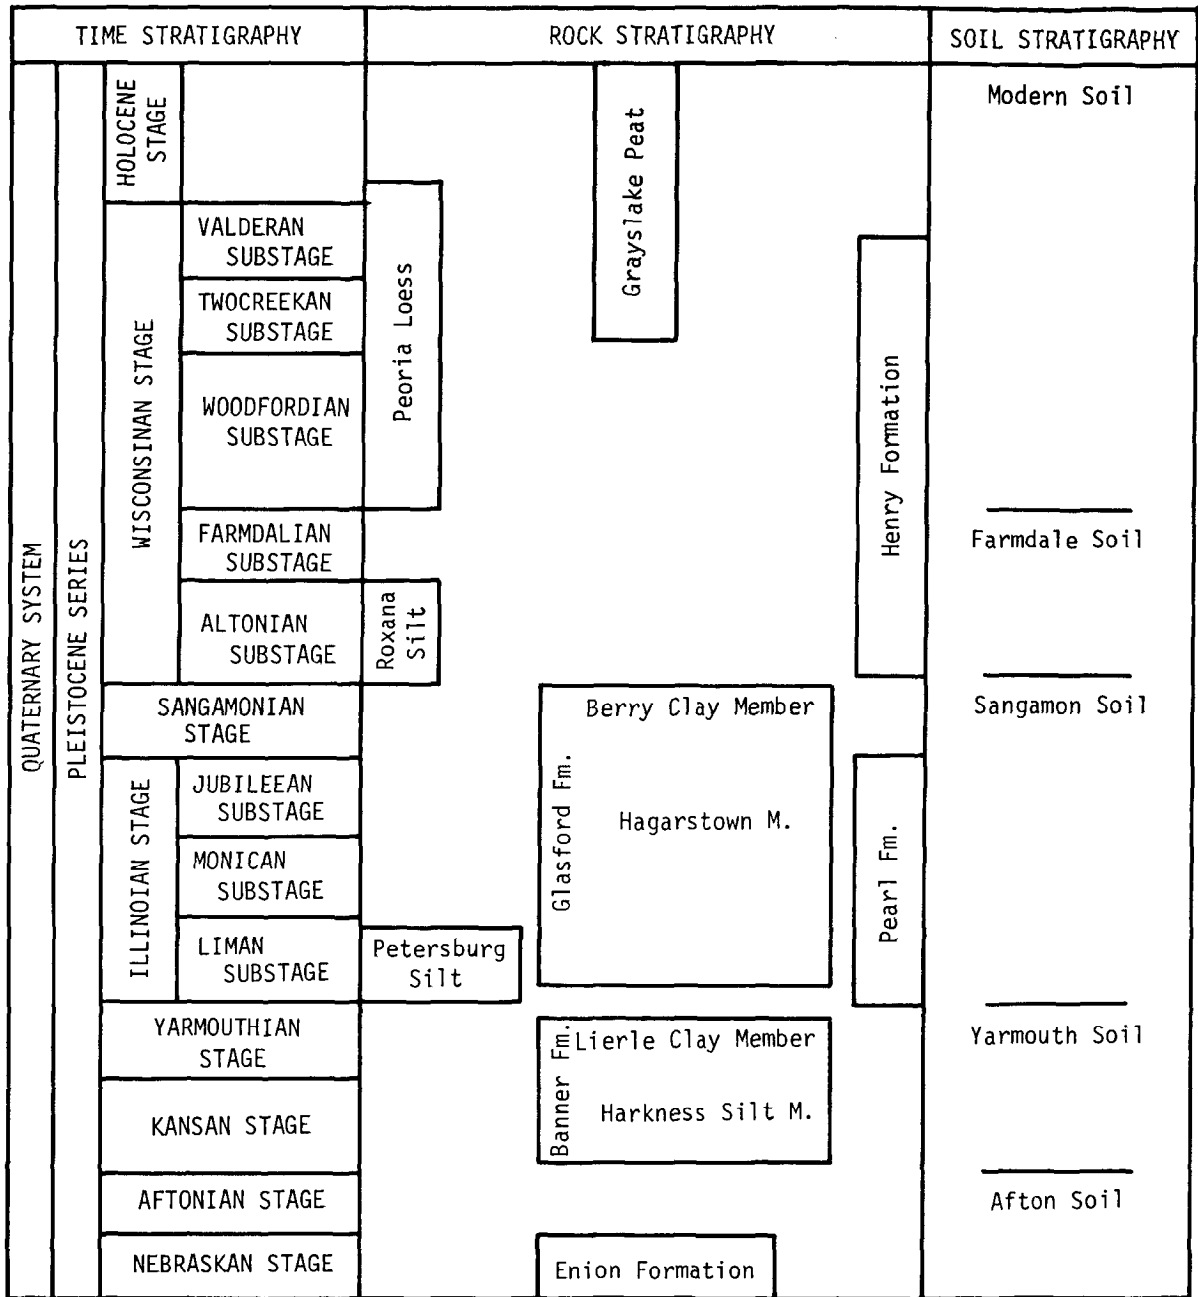 TIME STRATIGRAPHY
ROCK STRATIGRAPHY
SOIL STRATIGRAPHY
QUATERNARY SYSTEM
PLEISTOCENE SERIES
HOLOCENE
STAGE
WISCONSINAN STAGE
VALDERAN
SUBSTAGE
TWOCREEKAN
SUBSTAGE
WOODFORDIAN
SUBSTAGE
FARMDALIAN
SUBSTAGE
ALTONIAN
SUBSTAGE
SANGAMONIAN
STAGE
ILLINOIAN STAGE
JUBILEEAN
SUBSTAGE
MONICAN
SUBSTAGE
LIMAN
SUBSTAGE
YARMOUTHIAN
STAGE
KANSAN STAGE
AFTONIAN STAGE
NEBRASKAN STAGE
Peoria Loess
Roxana
Silt
Petersburg
Silt
Grayslake Peat
Glasford Fm.
Berry Clay Member
Hagarstown M.
Banner Fm.
Lierle Clay Member
Harkness Silt M.
Enion Formation
Henry Formation
Pearl Fm.
Modern Soil
Farmdale Soil
Sangamon Soil
Yarmouth Soil
Afton Soil